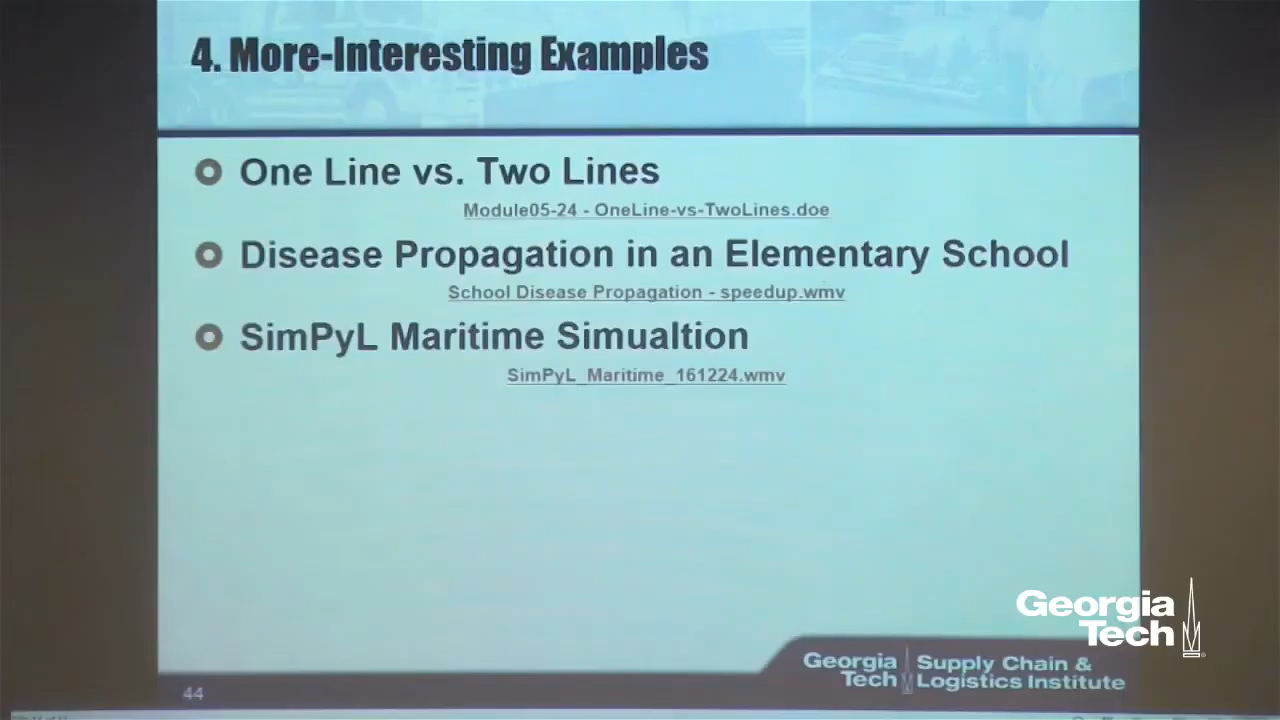 4. More-Interesting Examples
One Line vs. Two Lines
Module05-24 - OneLine-vs-TwoLines.doe
Disease Propagation in an Elementary School
School Disease Propagation - speedup.wmv
SimPyL Maritime Simualtion
SimPyL_Maritime_161224.wmv
Georgia
Tech
Georgia
Tech
Supply Chain &
Logistics Institute
44